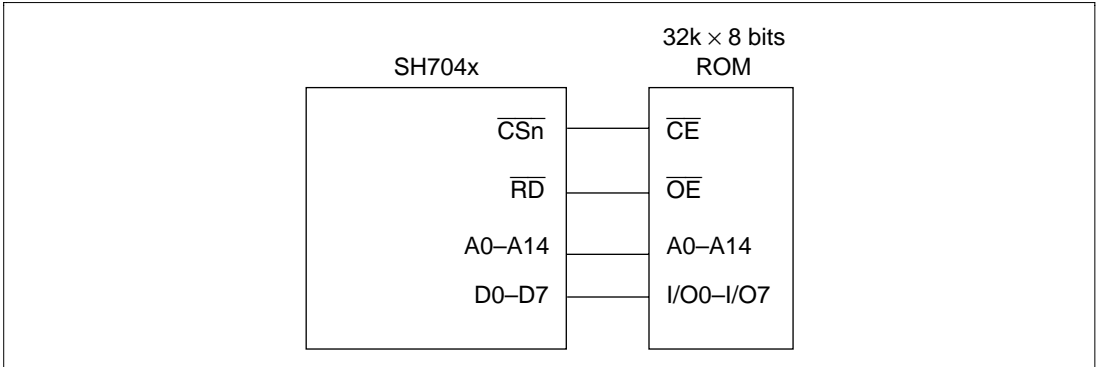 32k × 8 bits
SH704x ROM
CSn CE
RD OE
A0–A14 A0–A14
D0–D7 I/O0–I/O7